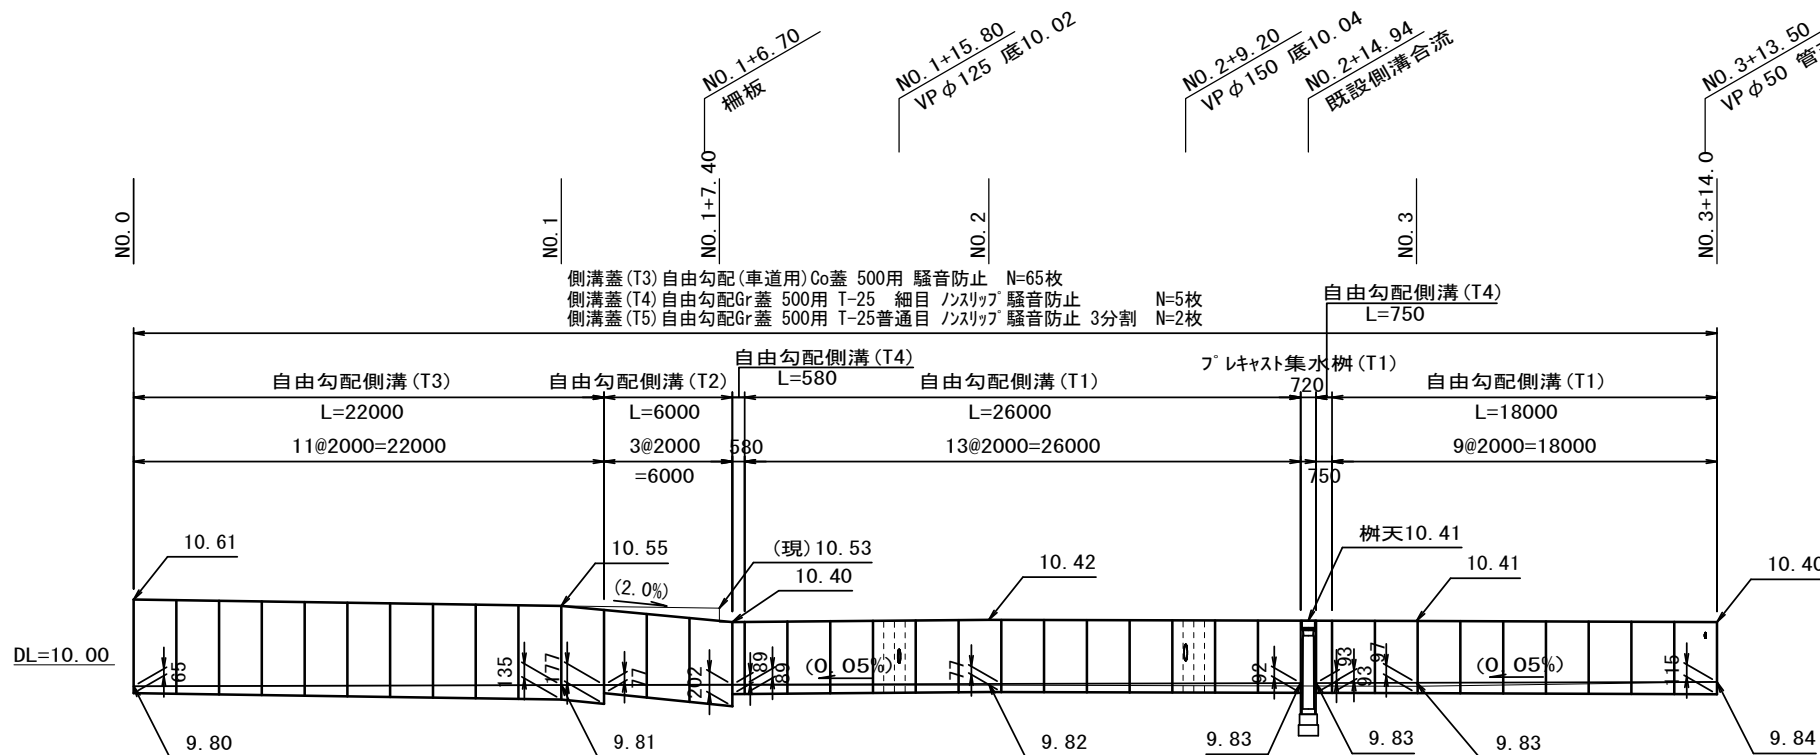 NO.1+6.70
柵板
NO.1+15.80
VPφ125 底10.02
NO.2+9.20
VPφ150 底10.04
NO.2+14.94
既設側溝合流
NO.3+13.50
VPφ50 管
NO.0
NO.1
NO.1+7.40
NO.2
NO.3
NO.3+14.0
側溝蓋(T3)自由勾配(車道用)Co蓋 500用 騒音防止 N=65枚
側溝蓋(T4)自由勾配Gr蓋 500用 T-25 細目 ﾉﾝｽﾘｯﾌﾟ騒音防止 N=5枚
側溝蓋(T5)自由勾配Gr蓋 500用 T-25普通目 ﾉﾝｽﾘｯﾌﾟ騒音防止 3分割 N=2枚
自由勾配側溝(T4)
L=750
自由勾配側溝(T3)
L=22000
11@2000=22000
自由勾配側溝(T2)
L=6000
3@2000
=6000
自由勾配側溝(T4)
L=580
580
自由勾配側溝(T1)
L=26000
13@2000=26000
ﾌﾟﾚｷｬｽﾄ集水桝(T1)
720
750
自由勾配側溝(T1)
L=18000
9@2000=18000
10.61
10.55
(2.0%)
(現)10.53
10.40
10.42
桝天10.41
10.41
10.40
DL=10.00
65
135
177
77
202
89
89
(0.05%)
77
92
93
93
97
(0.05%)
115
9.80
9.81
9.82
9.83
9.83
9.83
9.84